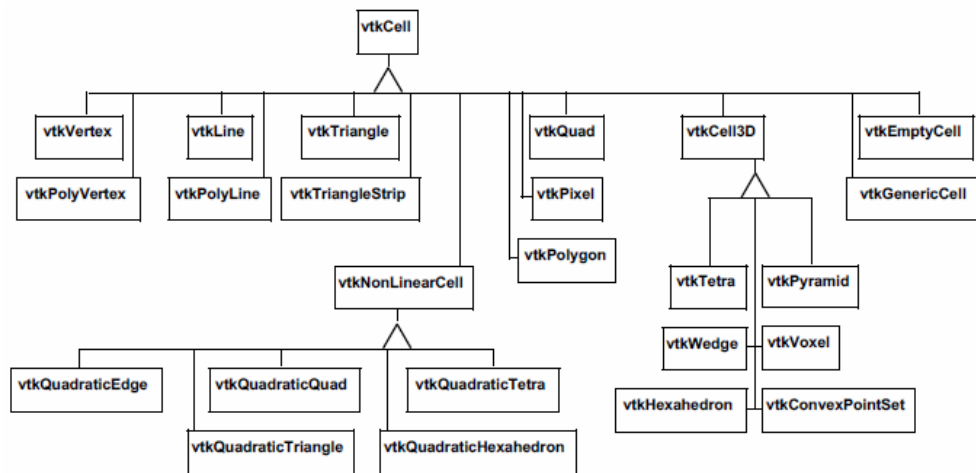 vtkCell
vtkVertex
vtkLine
vtkTriangle
vtkQuad
vtkCell3D
vtkEmptyCell
vtkPolyVertex
vtkPolyLine
vtkTriangleStrip
vtkPixel
vtkGenericCell
vtkPolygon
vtkNonLinearCell
vtkTetra
vtkPyramid
vtkWedge
vtkVoxel
vtkQuadraticEdge
vtkQuadraticQuad
vtkQuadraticTetra
vtkHexahedron
vtkConvexPointSet
vtkQuadraticTriangle
vtkQuadraticHexahedron